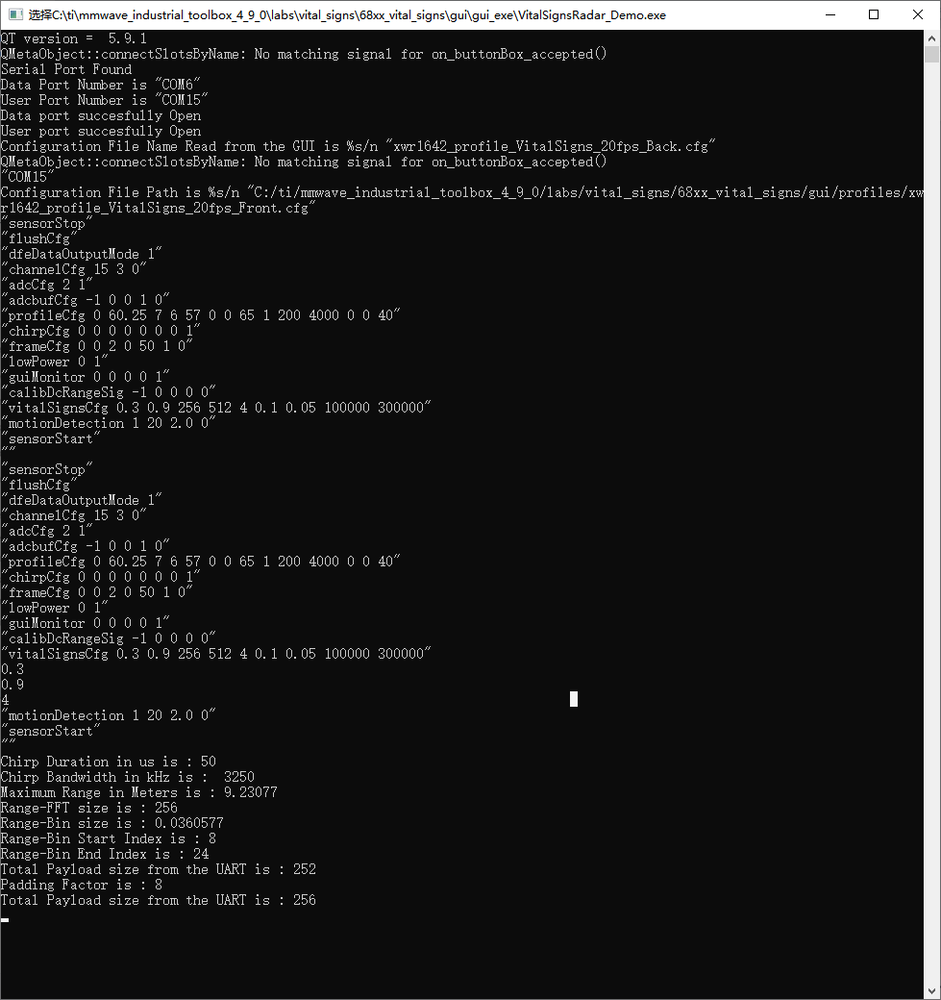 选择C:\ti\mmwave_industrial_toolbox_4_9_0\labs\vital_signs\68xx_vital_signs\gui\gui_exe\VitalSignsRadar_Demo.exe
QT version =  5.9.1
QMetaObject::connectSlotsByName: No matching signal for on_buttonBox_accepted()
Serial Port Found
Data Port Number is "COM6"
User Port Number is "COM15"
Data port succesfully Open
User port succesfully Open
Configuration File Name Read from the GUI is %s/n "xwr1642_profile_VitalSigns_20fps_Back.cfg"
QMetaObject::connectSlotsByName: No matching signal for on_buttonBox_accepted()
"COM15"
Configuration File Path is %s/n "C:/ti/mmwave_industrial_toolbox_4_9_0/labs/vital_signs/68xx_vital_signs/gui/profiles/xw
r1642_profile_VitalSigns_20fps_Front.cfg"
"sensorStop"
"flushCfg"
"dfeDataOutputMode 1"
"channelCfg 15 3 0"
"adcCfg 2 1"
"adcbufCfg -1 0 0 1 0"
"profileCfg 0 60.25 7 6 57 0 0 65 1 200 4000 0 0 40"
"chirpCfg 0 0 0 0 0 0 0 1"
"frameCfg 0 0 2 0 50 1 0"
"lowPower 0 1"
"guiMonitor 0 0 0 0 1"
"calibDcRangeSig -1 0 0 0 0"
"vitalSignsCfg 0.3 0.9 256 512 4 0.1 0.05 100000 300000"
"motionDetection 1 20 2.0 0"
"sensorStart"
""
"sensorStop"
"flushCfg"
"dfeDataOutputMode 1"
"channelCfg 15 3 0"
"adcCfg 2 1"
"adcbufCfg -1 0 0 1 0"
"profileCfg 0 60.25 7 6 57 0 0 65 1 200 4000 0 0 40"
"chirpCfg 0 0 0 0 0 0 0 1"
"frameCfg 0 0 2 0 50 1 0"
"lowPower 0 1"
"guiMonitor 0 0 0 0 1"
"calibDcRangeSig -1 0 0 0 0"
"vitalSignsCfg 0.3 0.9 256 512 4 0.1 0.05 100000 300000"
0.3
0.9
4
"motionDetection 1 20 2.0 0"
"sensorStart"
""
Chirp Duration in us is : 50
Chirp Bandwidth in kHz is :  3250
Maximum Range in Meters is : 9.23077
Range-FFT size is : 256
Range-Bin size is : 0.0360577
Range-Bin Start Index is : 8
Range-Bin End Index is : 24
Total Payload size from the UART is : 252
Padding Factor is : 8
Total Payload size from the UART is : 256